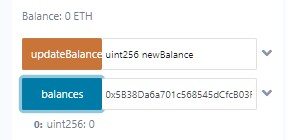 Balance: 0 ETH
updateBalance uint256 newBalance
balances 0x5B38Da6a701c568545dCfcB03F
0: uint256: 0